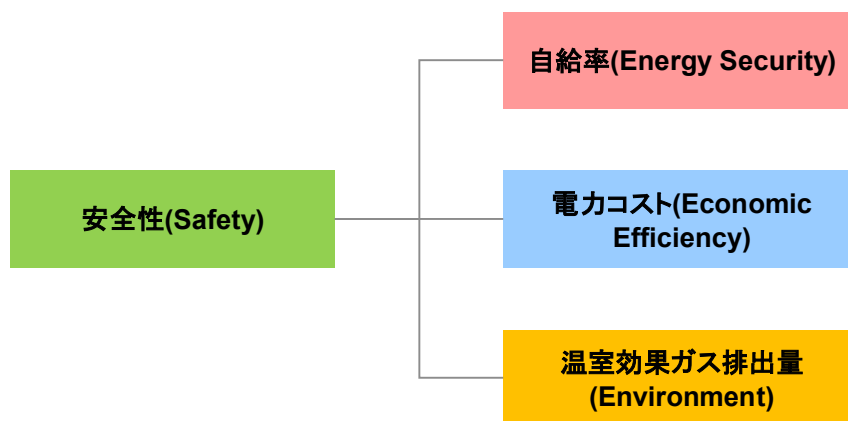 自給率(Energy Security)
安全性(Safety)
電力コスト(Economic
Efficiency)
温室効果ガス排出量
(Environment)